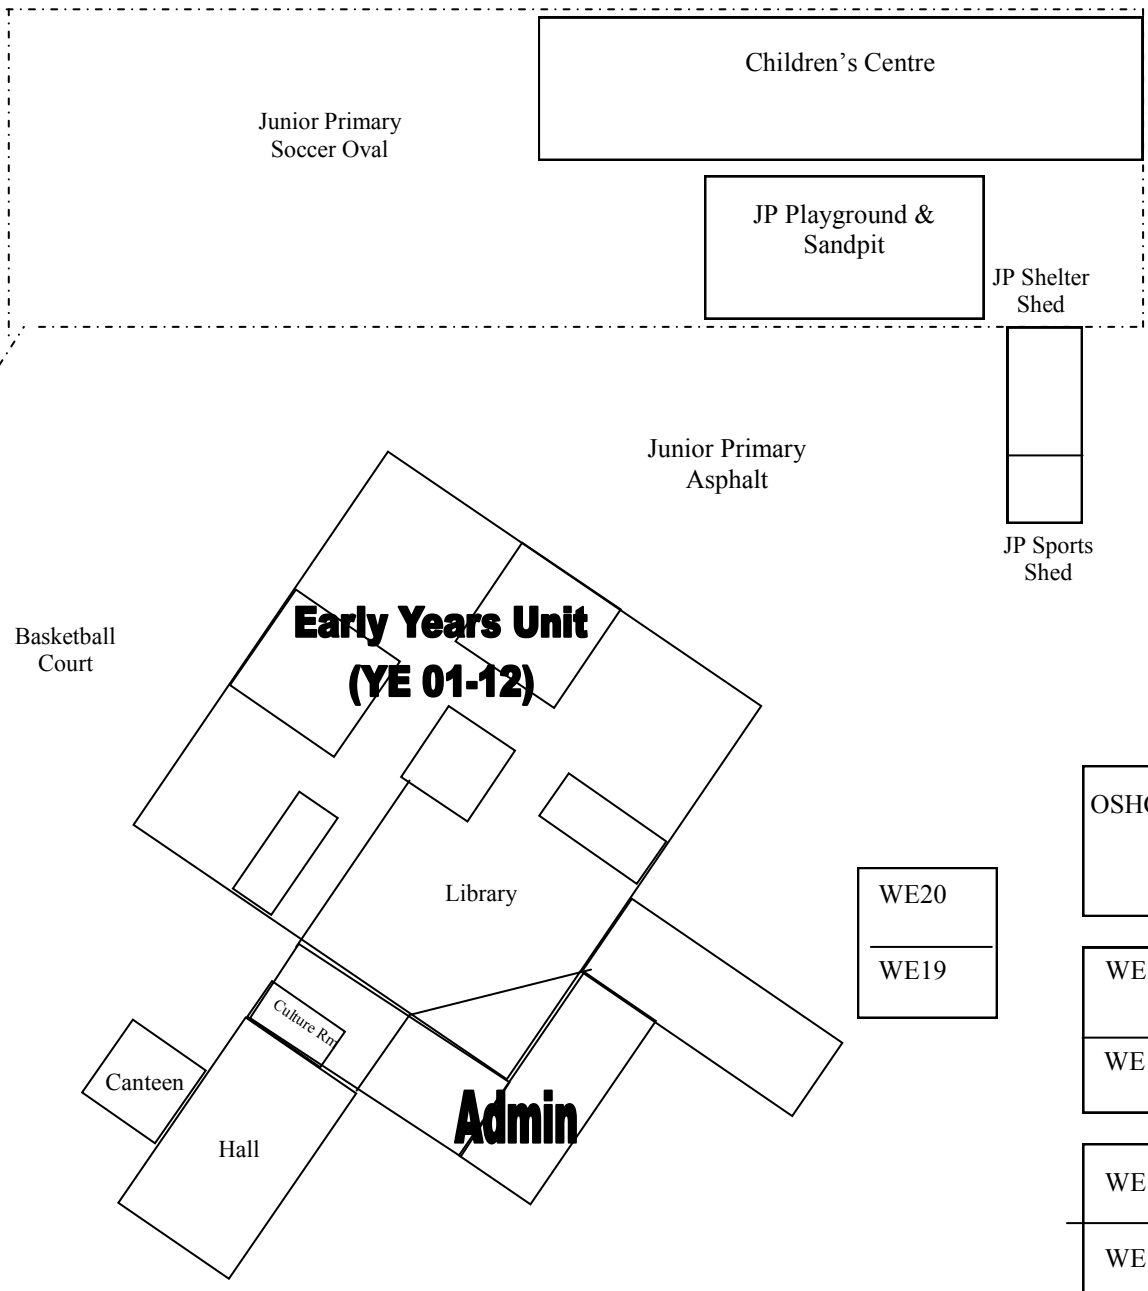 Children's Centre
Junior Primary
Soccer Oval
JP Playground &
Sandpit
JP Shelter
Shed
Junior Primary
Asphalt
JP Sports
Shed
Early Years Unit
(YE 01-12)
Basketball
Court
Library
WE20
WE19
WE
WE
WE
WE
Culture Rm
Canteen
Hall
Admin